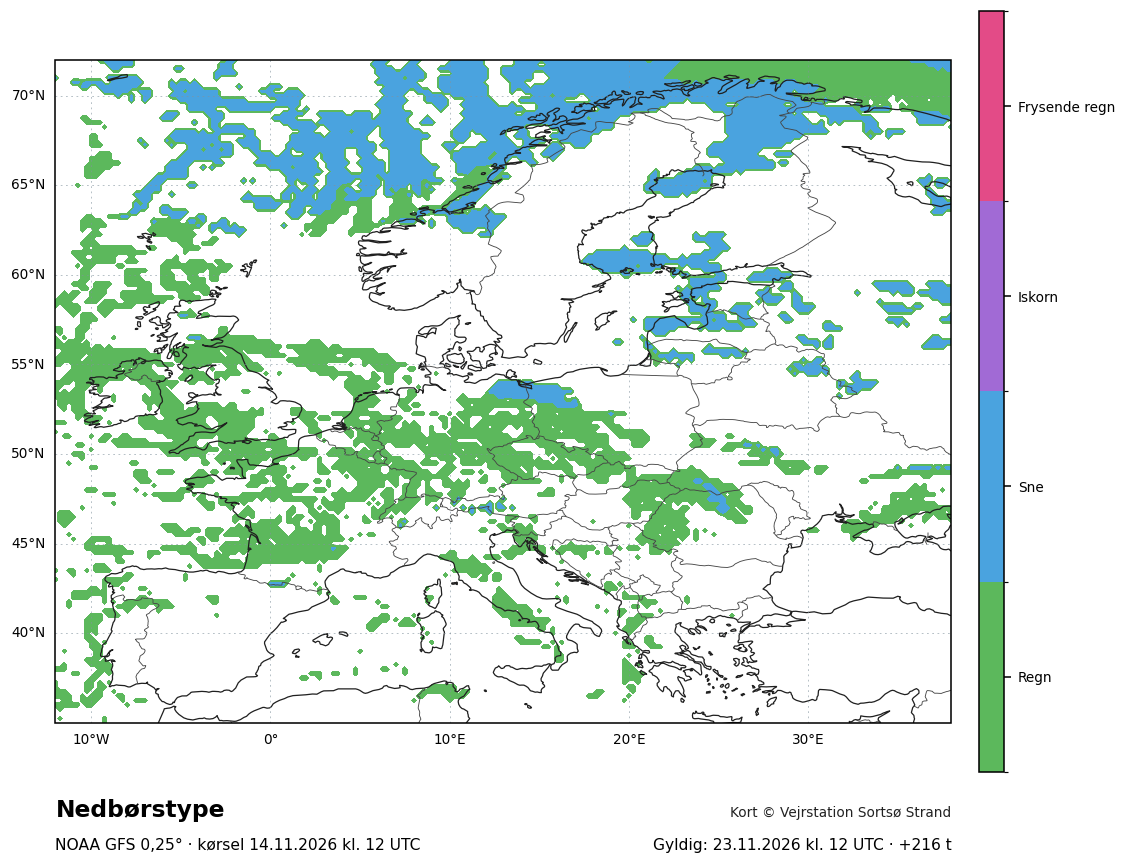 70°N
65°N
60°N
55°N
50°N
45°N
40°N
10°W
0°
10°E
20°E
30°E
Frysende regn
Iskorn
Sne
Regn
Nedbørstype
Kort © Vejrstation Sortsø Strand
NOAA GFS 0,25° · kørsel 14.11.2026 kl. 12 UTC
Gyldig: 23.11.2026 kl. 12 UTC · +216 t